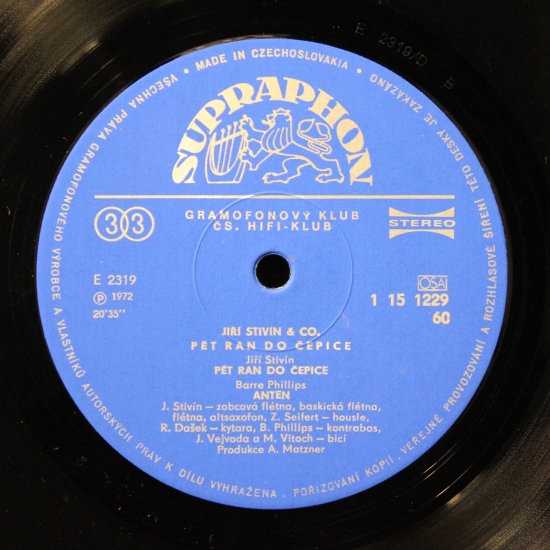 E 2319/D B
• MADE IN CZECHOSLOVAKIA •
VŠECHNA PRÁVA GRAMOFONOVÉHO VÝROBCE A VLASTNÍKŮ AUTORSKÝCH PRÁV K DÍLU VYHRAŽENA. POŘIZOVÁNÍ KOPIÍ, VEŘEJNÉ PROVOZOVÁNÍ A ROZHLASOVÉ ŠÍŘENÍ TÉTO DESKY JE ZAKÁZÁNO
SUPRAPHON
33
GRAMOFONOVÝ KLUB
ČS. HIFI-KLUB
STEREO
E 2319
Ⓟ 1972
20'35"
OSA
1 15 1229
60
JIŘÍ STIVÍN & CO.
PĚT RAN DO ČEPICE
Jiří Stivín
PĚT RAN DO ČEPICE
Barre Phillips
ANTEN
J. Stivín – zobcová flétna, baskická flétna,
flétna, altsaxofon, Z. Seifert – housle,
R. Dašek – kytara, B. Phillips – kontrabas,
J. Vejvoda a M. Vitoch – bicí
Produkce A. Matzner